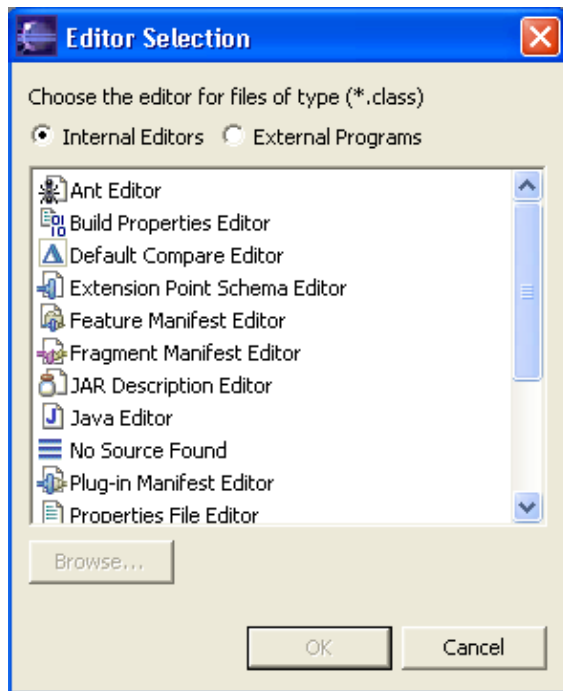 Editor Selection
Choose the editor for files of type (*.class)
Internal Editors External Programs
Ant Editor
Build Properties Editor
Default Compare Editor
Extension Point Schema Editor
Feature Manifest Editor
Fragment Manifest Editor
JAR Description Editor
Java Editor
No Source Found
Plug-in Manifest Editor
Properties File Editor
Browse...
OK Cancel